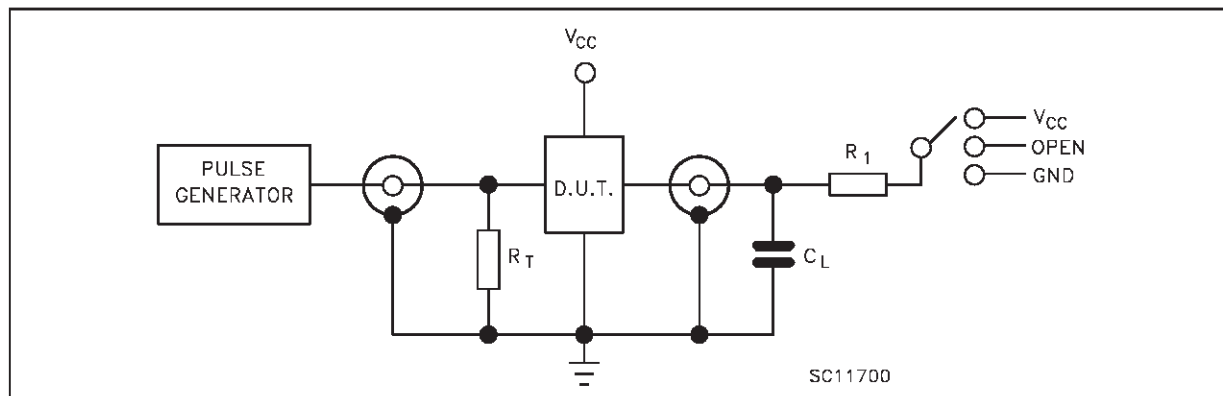 VCC
PULSE
GENERATOR
D.U.T.
RT
R1
CL
VCC
OPEN
GND
SC11700